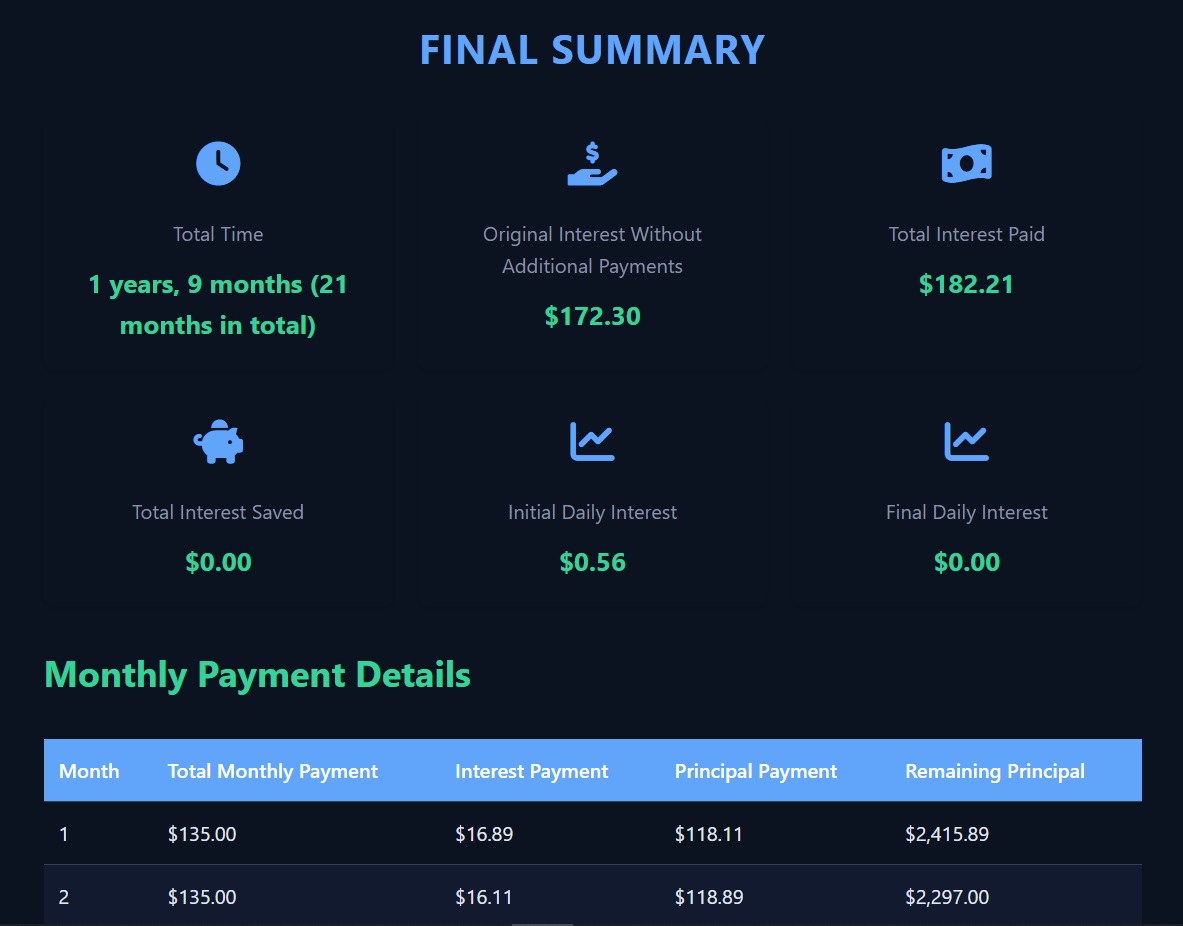 FINAL SUMMARY
Total Time
1 years, 9 months (21
months in total)
Original Interest Without
Additional Payments
$172.30
Total Interest Paid
$182.21
Total Interest Saved
$0.00
Initial Daily Interest
$0.56
Final Daily Interest
$0.00
Monthly Payment Details
Month Total Monthly Payment Interest Payment Principal Payment Remaining Principal
1 $135.00 $16.89 $118.11 $2,415.89
2 $135.00 $16.11 $118.89 $2,297.00